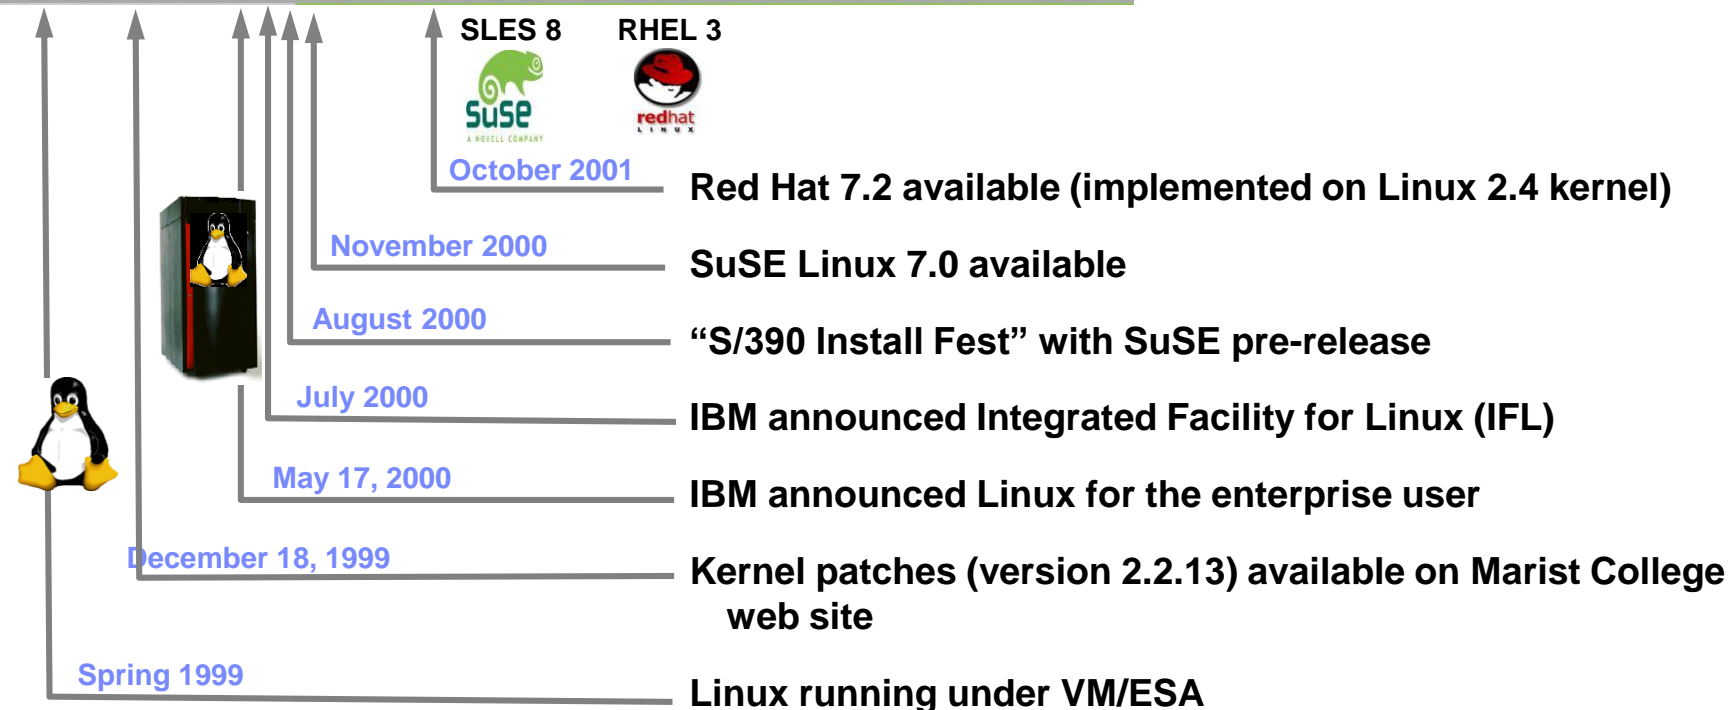 SLES 8 RHEL 3
SuSE
A NOVELL COMPANY
redhat
LINUX
October 2001
Red Hat 7.2 available (implemented on Linux 2.4 kernel)
November 2000
SuSE Linux 7.0 available
August 2000
“S/390 Install Fest” with SuSE pre-release
July 2000
IBM announced Integrated Facility for Linux (IFL)
May 17, 2000
IBM announced Linux for the enterprise user
December 18, 1999
Kernel patches (version 2.2.13) available on Marist College
web site
Spring 1999
Linux running under VM/ESA